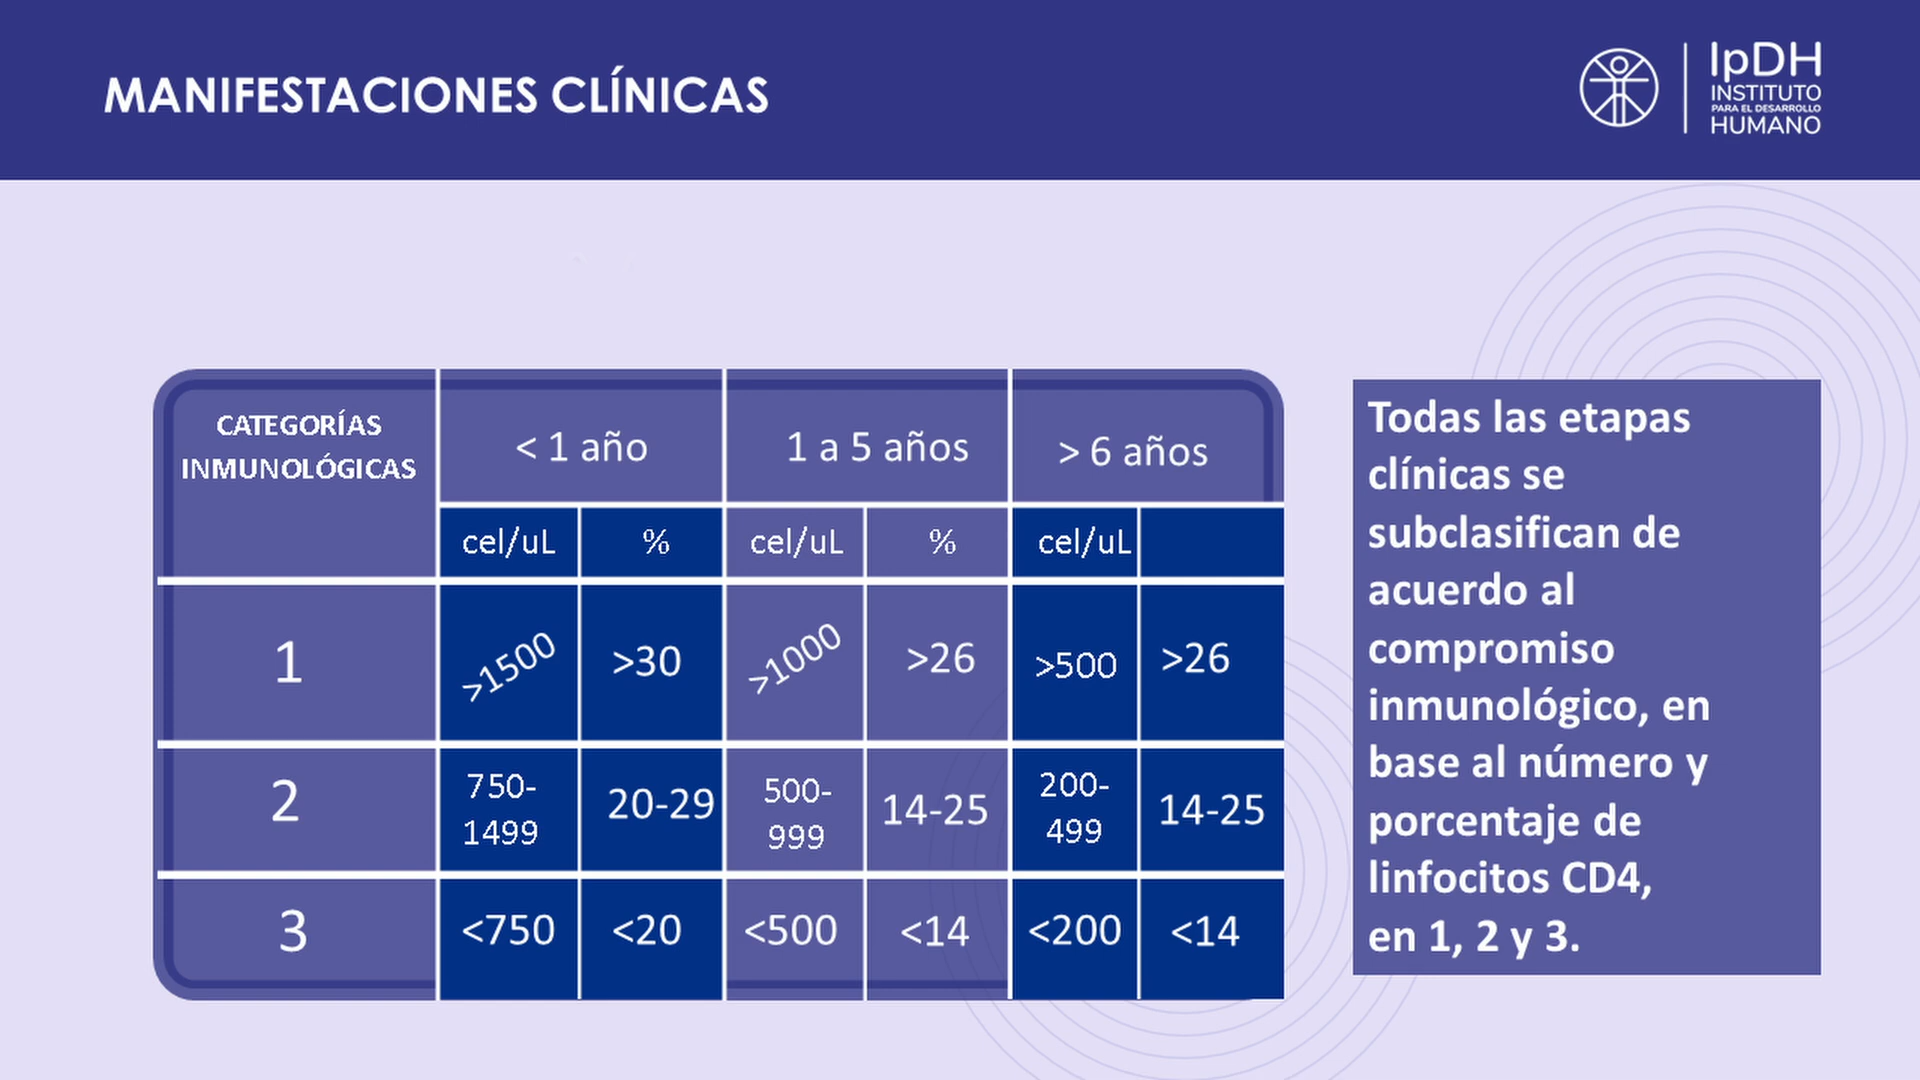 MANIFESTACIONES CLÍNICAS
IpDH
INSTITUTO
PARA EL DESARROLLO
HUMANO
CATEGORÍAS
INMUNOLÓGICAS
< 1 año
1 a 5 años
> 6 años
cel/uL
%
cel/uL
%
cel/uL
1
>1500
>30
>1000
>26
>500
>26
2
750-
1499
20-29
500-
999
14-25
200-
499
14-25
3
<750
<20
<500
<14
<200
<14
Todas las etapas
clínicas se
subclasifican de
acuerdo al
compromiso
inmunológico, en
base al número y
porcentaje de
linfocitos CD4,
en 1, 2 y 3.